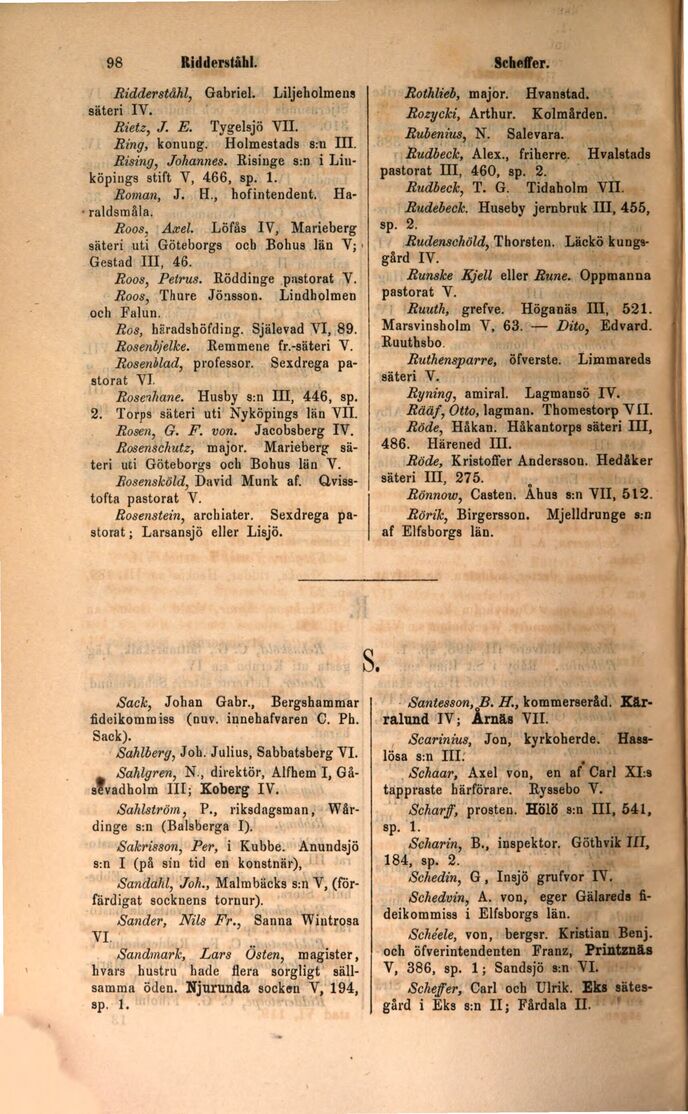 98 Ridderståhl. Scheffer.
Ridderståhl, Gabriel. Liljeholmens
säteri IV.
Rietz, J. E. Tygelsjö VII.
Ring, konung. Holmestads s:n III.
Rising, Johannes. Risinge s:n i Lin-
köpings stift V, 466, sp. 1.
Roman, J. H., hofintendent. Ha-
raldsmåla.
Roos, Axel. Löfås IV, Marieberg
säteri uti Göteborgs och Bohus län V;
Gestad III, 46.
Roos, Petrus. Röddinge pastorat V.
Roos, Thure Jönsson. Lindholmen
och Falun.
Ros, häradshöfding. Själevad VI, 89.
Rosenbjelke. Remmene fr.-säteri V.
Rosenblad, professor. Sexdrega pa-
storat VI.
Rosenhane. Husby s:n III, 446, sp.
2. Torps säteri uti Nyköpings län VII.
Rosen, G. F. von. Jacobsberg IV.
Rosenschutz, major. Marieberg sä-
teri uti Göteborgs och Bohus län V.
Rosensköld, David Munk af. Qviss-
tofta pastorat V.
Rosenstein, archiater. Sexdrega pa-
storat; Larsansjö eller Lisjö.
Rothlieb, major. Hvanstad.
Rozycki, Arthur. Kolmården.
Rubenius, N. Salevara.
Rudbeck, Alex., friherre. Hvalstads
pastorat III, 460, sp. 2.
Rudbeck, T. G. Tidaholm VII.
Rudebeck. Huseby jernbruk III, 455,
sp. 2.
Rudenschöld, Thorsten. Läckö kungs-
gård IV.
Runske Kjell eller Rune. Oppmanna
pastorat V.
Ruuth, grefve. Höganäs III, 521.
Marsvinsholm V, 63. — Dito, Edvard.
Ruuthsbo.
Ruthensparre, öfverste. Limmareds
säteri V.
Ryning, amiral. Lagmansö IV.
Rääf, Otto, lagman. Thomestorp VII.
Röde, Håkan. Håkantorps säteri III,
486. Härened III.
Röde, Kristoffer Andersson. Hedåker
säteri III, 275.
Rönnow, Casten. Åhus s:n VII, 512.
Rörik, Birgersson. Mjelldrunge s:n
af Elfsborgs län.
S.
Sack, Johan Gabr., Bergshammar
fideikommiss (nuv. innehafvaren C. Ph.
Sack).
Sahlberg, Joh. Julius, Sabbatsberg VI.
Sahlgren, N., direktör, Alfhem I, Gå-
sevadholm III; Koberg IV.
Sahlström, P., riksdagsman, Wår-
dinge s:n (Balsberga I).
Sakrisson, Per, i Kubbe. Anundsjö
s:n I (på sin tid en konstnär),
Sandahl, Joh., Malmbäcks s:n V, (för-
färdigat socknens tornur).
Sander, Nils Fr., Sanna Wintrosa
VI.
Sandmark, Lars Östen, magister,
hvars hustru hade flera sorgligt säll-
samma öden. Njurunda socken V, 194,
sp. 1.
Santesson, B. H., kommerseråd. Kär-
ralund IV; Årnäs VII.
Scarinius, Jon, kyrkoherde. Hass-
lösa s:n III.
Schaar, Axel von, en af Carl XI:s
tappraste härförare. Ryssebo V.
Scharff, prosten. Hölö s:n III, 541,
sp. 1.
Scharin, B., inspektor. Göthvik III,
184, sp. 2.
Schedin, G, Insjö grufvor IV.
Schedvin, A. von, eger Gälareds fi-
deikommiss i Elfsborgs län.
Schéele, von, bergsr. Kristian Benj.
och öfverintendenten Franz, Printznäs
V, 386, sp. 1; Sandsjö s:n VI.
Scheffer, Carl och Ulrik. Eks sätes-
gård i Eks s:n II; Fårdala II.